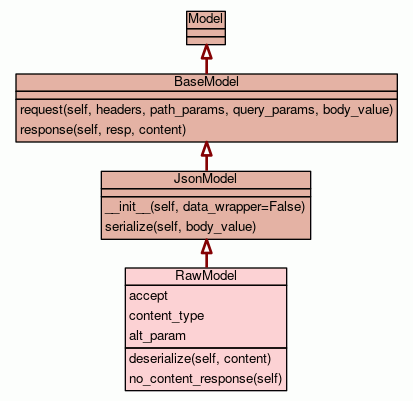 Model
BaseModel
request(self, headers, path_params, query_params, body_value)
response(self, resp, content)
JsonModel
__init__(self, data_wrapper=False)
serialize(self, body_value)
RawModel
accept
content_type
alt_param
deserialize(self, content)
no_content_response(self)